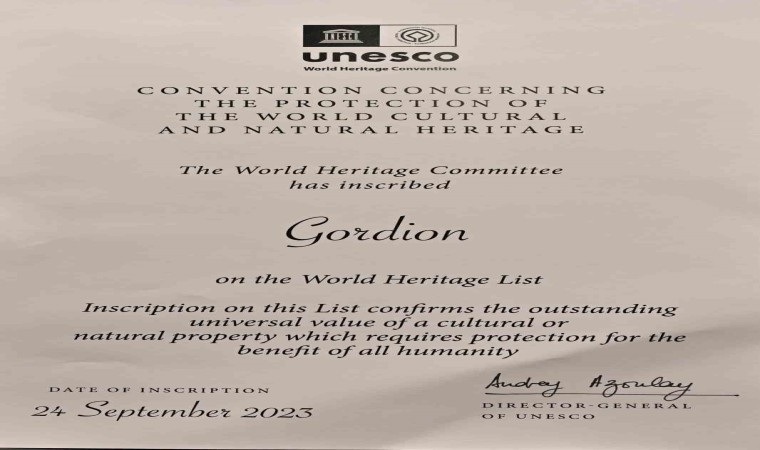 unesco
World Heritage Convention
CONVENTION CONCERNING
THE PROTECTION OF
THE WORLD CULTURAL
AND NATURAL HERITAGE
The World Heritage Committee
has inscribed
Gordion
on the World Heritage List
Inscription on this List confirms the outstanding
universal value of a cultural or
natural property which requires protection for the
benefit of all humanity
DATE OF INSCRIPTION
24 September 2023
Audrey Azoulay
DIRECTOR-GENERAL
OF UNESCO